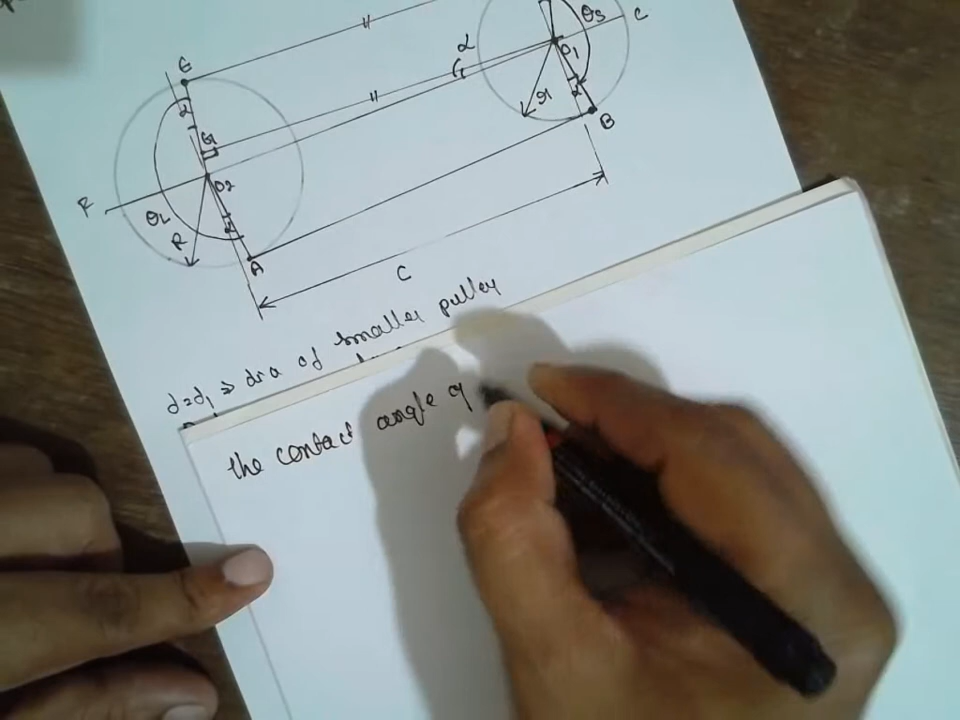 E
α
θs
C
O1
α
G
r
α
B
O2
F
θL
R
α
A
C
d=d1 ⇒ dia of smaller pulley
the contact angle of